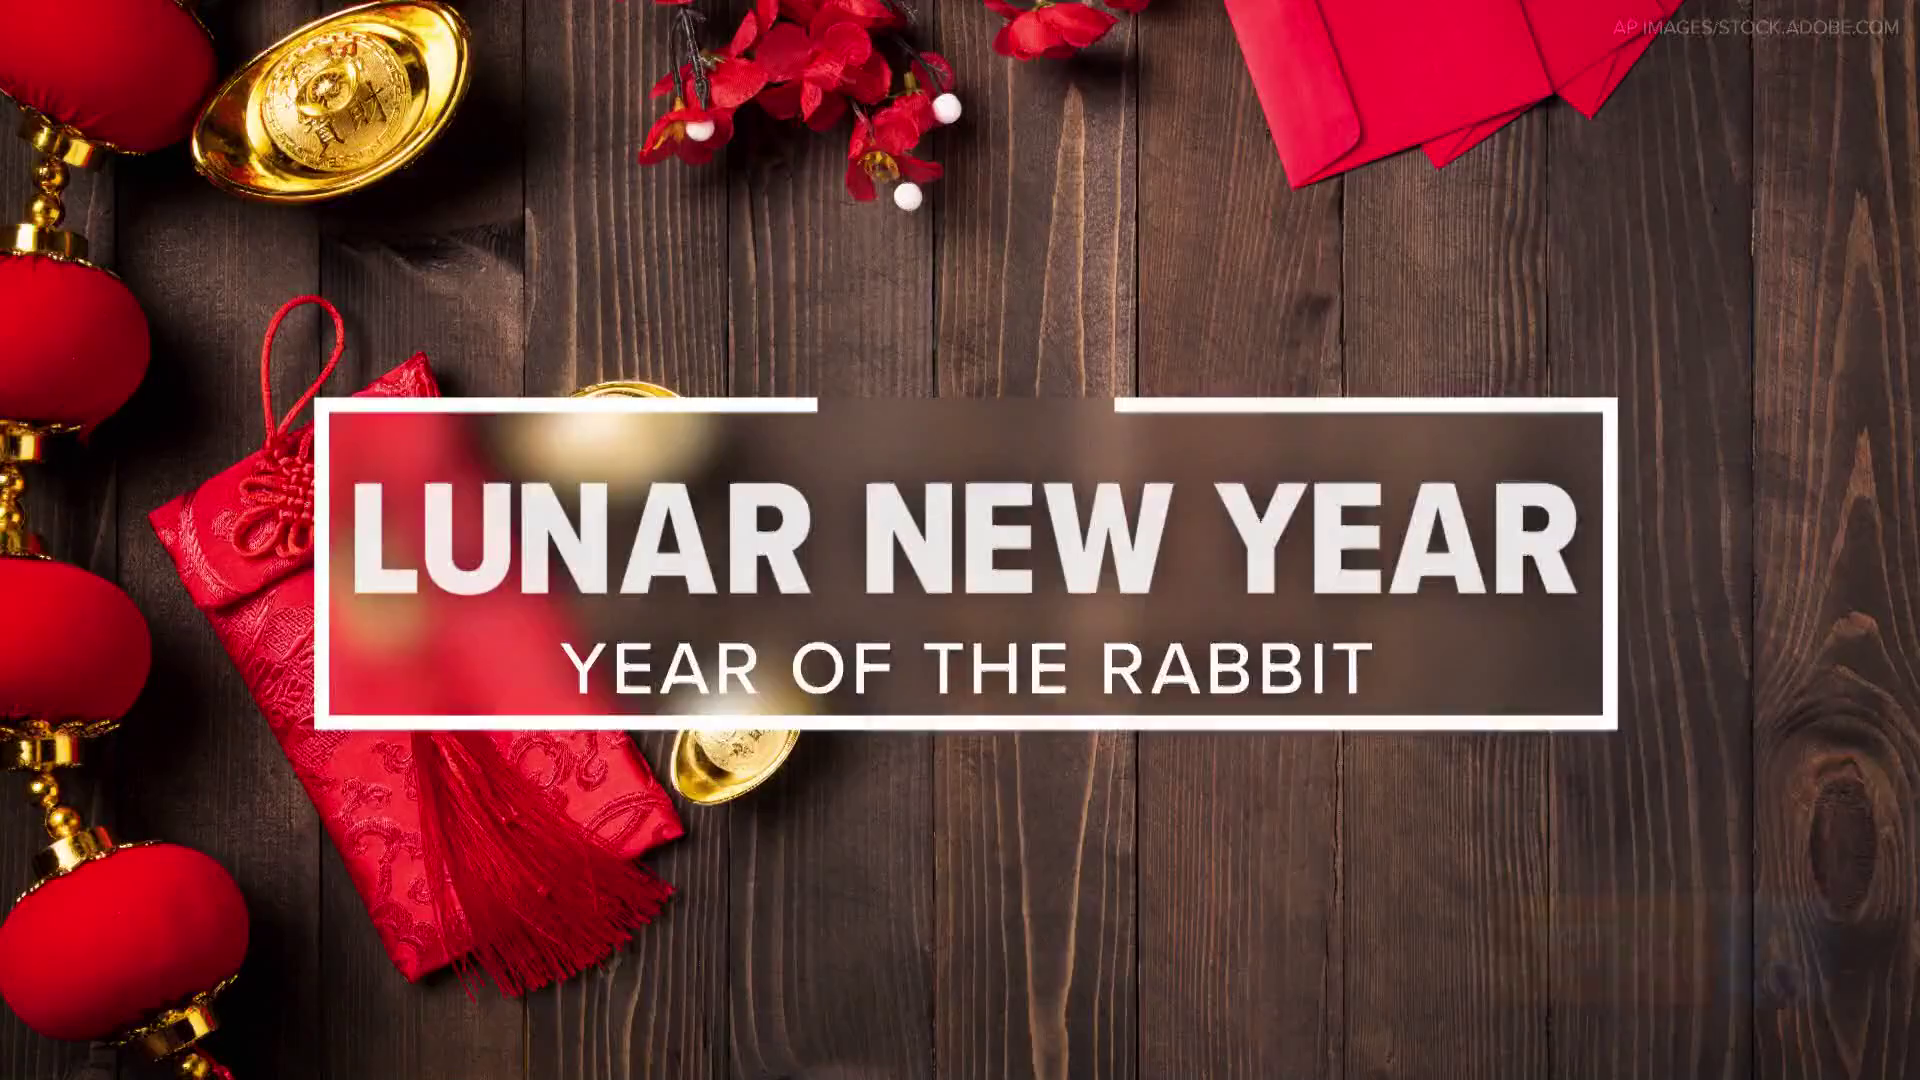 AP IMAGES/STOCK.ADOBE.COM
LUNAR NEW YEAR
YEAR OF THE RABBIT